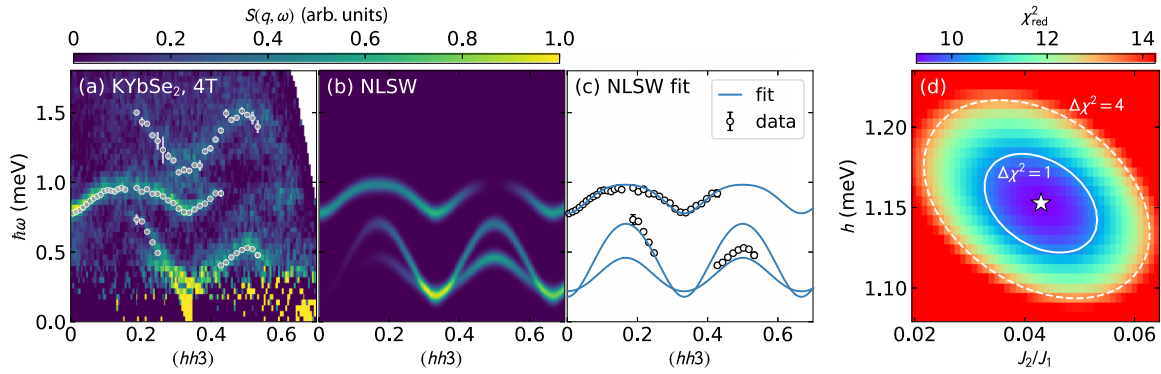 S(q, ω) (arb. units)
0 0.2 0.4 0.6 0.8 1.0
χ²red
10 12 14
(a) KYbSe₂, 4T
(b) NLSW
(c) NLSW fit
fit
data
(d)
Δχ² = 4
Δχ² = 1
ħω (meV)
1.5
1.0
0.5
0.0
h (meV)
1.20
1.15
1.10
0 0.2 0.4 0.6
0 0.2 0.4 0.6
0 0.2 0.4 0.6
0.02 0.04 0.06
(hh3)
(hh3)
(hh3)
J₂/J₁